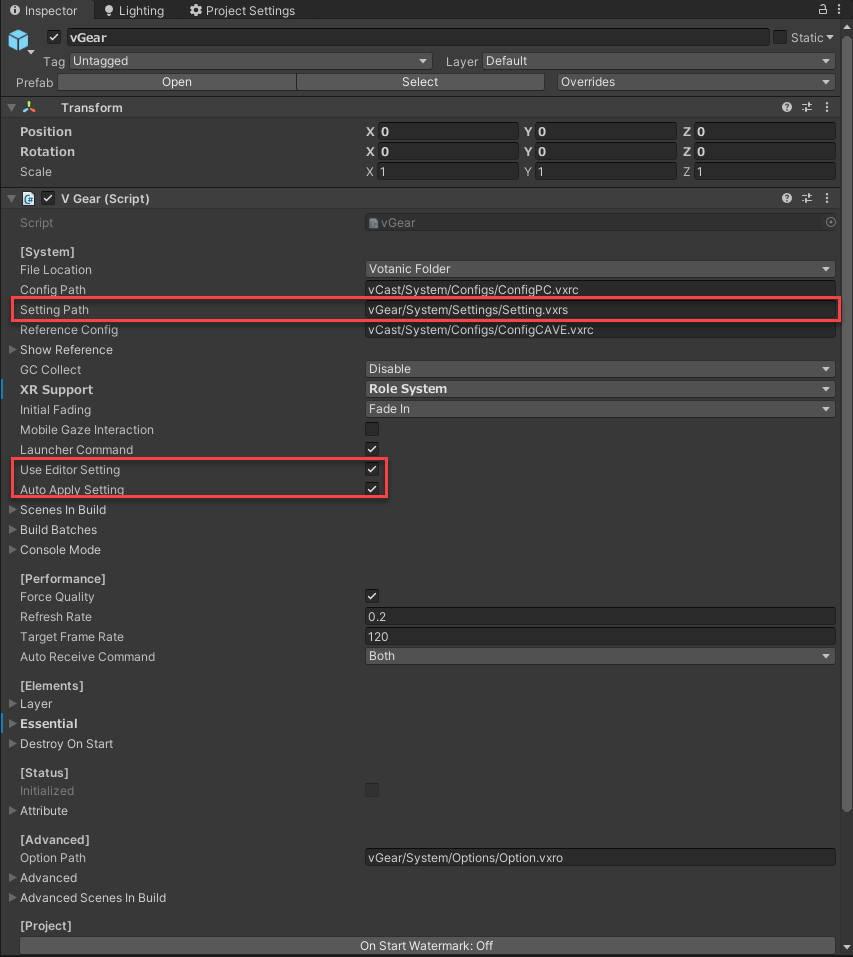 Inspector Lighting Project Settings
vGear Static
Tag Untagged Layer Default
Prefab Open Select Overrides
Transform
Position X 0 Y 0 Z 0
Rotation X 0 Y 0 Z 0
Scale X 1 Y 1 Z 1
V Gear (Script)
Script vGear
[System]
File Location Votanic Folder
Config Path vCast/System/Configs/ConfigPC.vxrc
Setting Path vGear/System/Settings/Setting.vxrs
Reference Config vCast/System/Configs/ConfigCAVE.vxrc
Show Reference
GC Collect Disable
XR Support Role System
Initial Fading Fade In
Mobile Gaze Interaction
Launcher Command
Use Editor Setting
Auto Apply Setting
Scenes In Build
Build Batches
Console Mode
[Performance]
Force Quality
Refresh Rate 0.2
Target Frame Rate 120
Auto Receive Command Both
[Elements]
Layer
Essential
Destroy On Start
[Status]
Initialized
Attribute
[Advanced]
Option Path vGear/System/Options/Option.vxro
Advanced
Advanced Scenes In Build
[Project]
On Start Watermark: Off